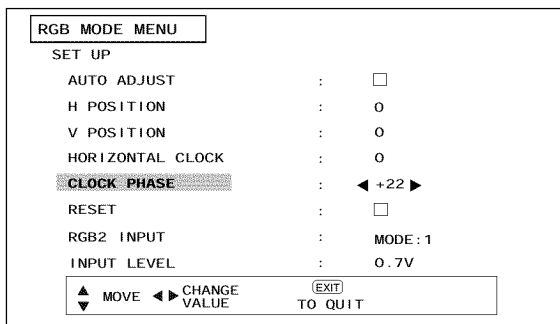 RGB MODE MENU
SET UP
AUTO ADJUST : □
H POSITION : 0
V POSITION : 0
HORIZONTAL CLOCK : 0
CLOCK PHASE : ◀ +22 ▶
RESET : □
RGB2 INPUT : MODE:1
INPUT LEVEL : 0.7V
▲▼ MOVE ◀▶ CHANGE VALUE EXIT TO QUIT